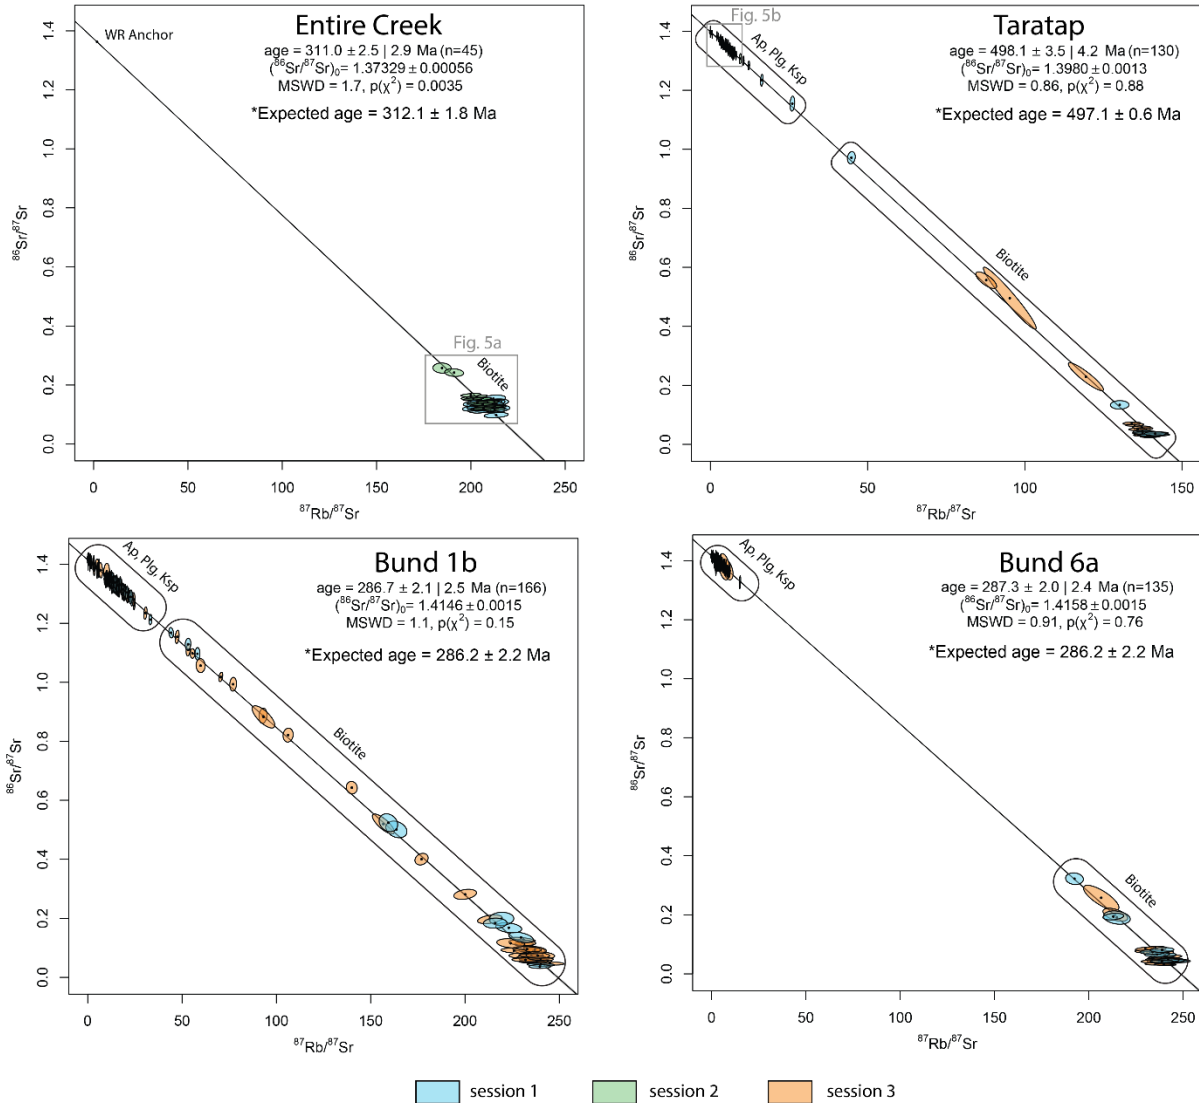 Entire Creek
WR Anchor
age = 311.0 ± 2.5 | 2.9 Ma (n=45)
(⁸⁶Sr/⁸⁷Sr)₀= 1.37329 ± 0.00056
MSWD = 1.7, p(χ²) = 0.0035
*Expected age = 312.1 ± 1.8 Ma
Fig. 5a
Biotite
⁸⁶Sr/⁸⁷Sr
0.0 0.2 0.4 0.6 0.8 1.0 1.2 1.4
0 50 100 150 200 250
⁸⁷Rb/⁸⁷Sr
Taratap
Fig. 5b
Ap, Plg, Ksp
age = 498.1 ± 3.5 | 4.2 Ma (n=130)
(⁸⁶Sr/⁸⁷Sr)₀= 1.3980 ± 0.0013
MSWD = 0.86, p(χ²) = 0.88
*Expected age = 497.1 ± 0.6 Ma
Biotite
⁸⁶Sr/⁸⁷Sr
0.0 0.2 0.4 0.6 0.8 1.0 1.2 1.4
0 50 100 150
⁸⁷Rb/⁸⁷Sr
Bund 1b
Ap, Plg, Ksp
age = 286.7 ± 2.1 | 2.5 Ma (n=166)
(⁸⁶Sr/⁸⁷Sr)₀= 1.4146 ± 0.0015
MSWD = 1.1, p(χ²) = 0.15
*Expected age = 286.2 ± 2.2 Ma
Biotite
⁸⁶Sr/⁸⁷Sr
0.0 0.2 0.4 0.6 0.8 1.0 1.2 1.4
0 50 100 150 200 250
⁸⁷Rb/⁸⁷Sr
Bund 6a
Ap, Plg, Ksp
age = 287.3 ± 2.0 | 2.4 Ma (n=135)
(⁸⁶Sr/⁸⁷Sr)₀= 1.4158 ± 0.0015
MSWD = 0.91, p(χ²) = 0.76
*Expected age = 286.2 ± 2.2 Ma
Biotite
⁸⁶Sr/⁸⁷Sr
0.0 0.2 0.4 0.6 0.8 1.0 1.2 1.4
0 50 100 150 200 250
⁸⁷Rb/⁸⁷Sr
session 1 session 2 session 3